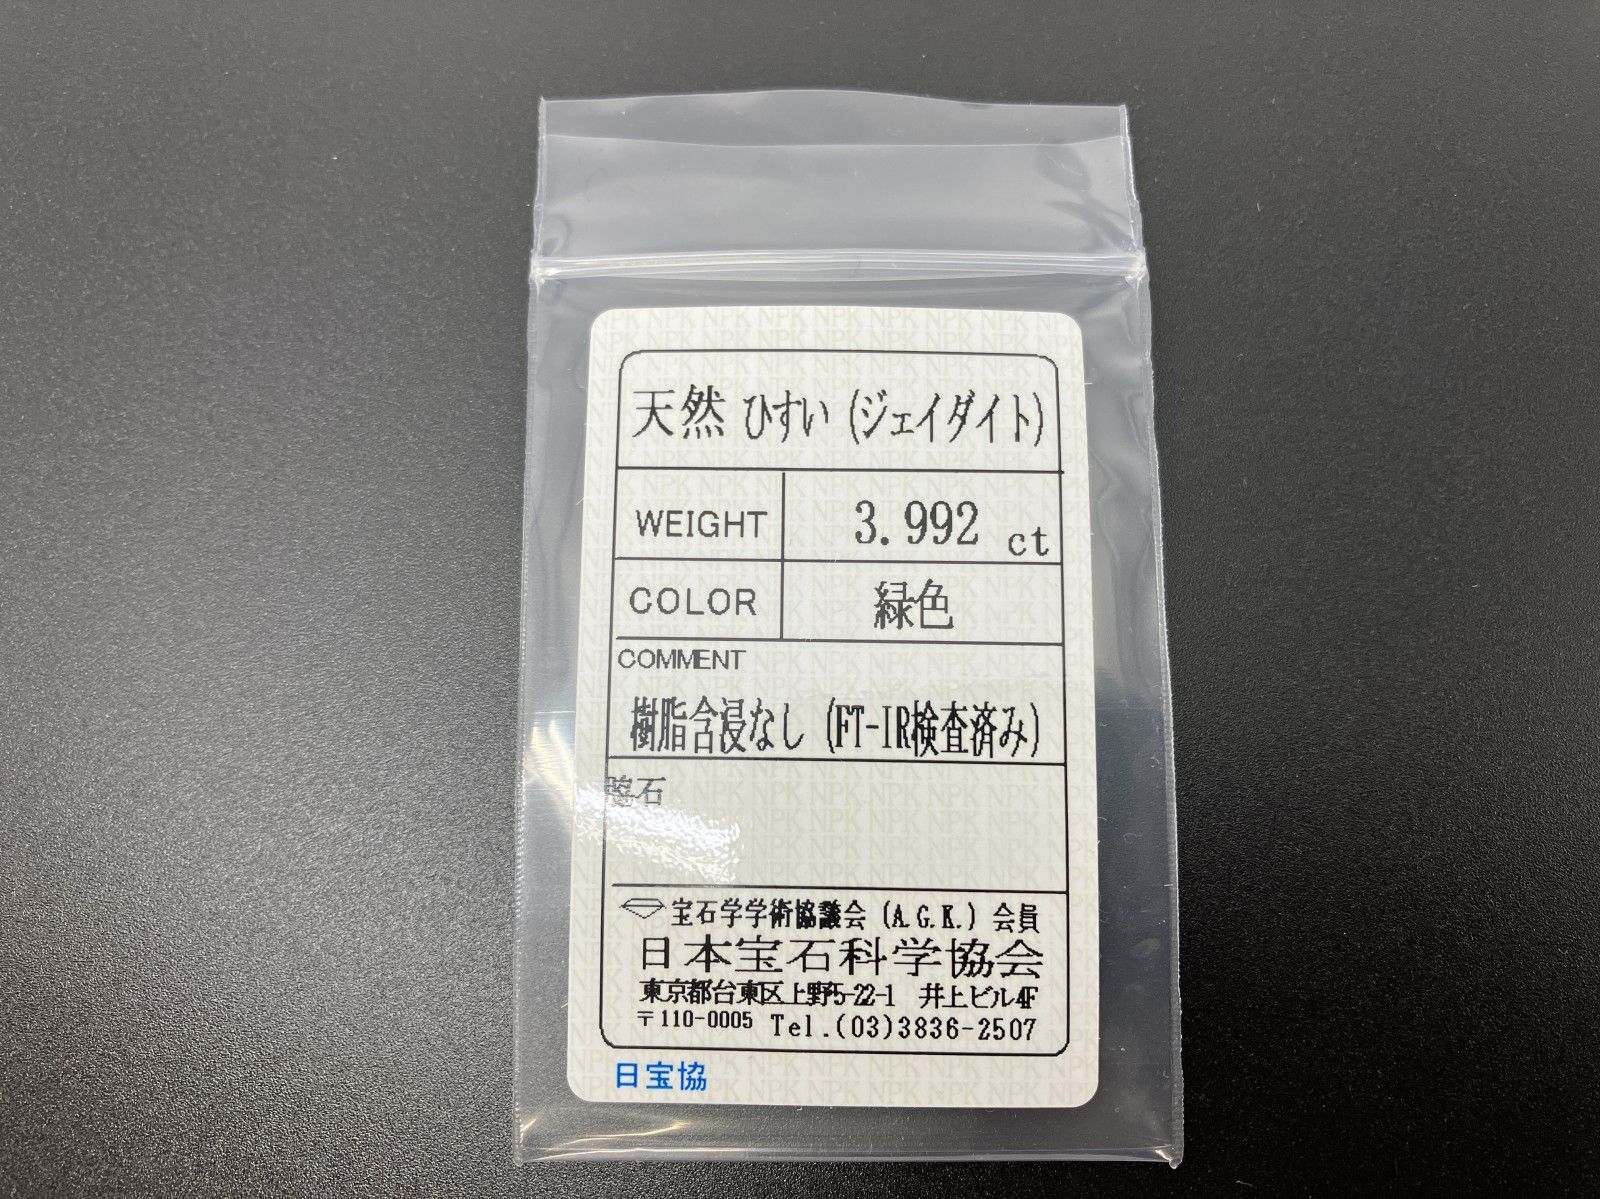 天然 ひすい (ジェイダイト)
WEIGHT 3.992 ct
COLOR 緑色
COMMENT
樹脂含浸なし (FT-IR検査済み)
脇石
宝石学学術協議会 (A.G.K.) 会員
日本宝石科学協会
東京都台東区上野5-22-1 井上ビル4F
〒110-0005 Tel.(03)3836-2507
日宝協